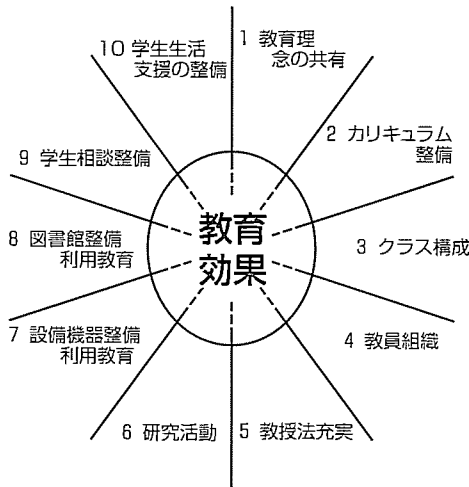 1 教育理
念の共有
2 カリキュラム
整備
3 クラス構成
4 教員組織
5 教授法充実
6 研究活動
7 設備機器整備
利用教育
8 図書館整備
利用教育
9 学生相談整備
10 学生生活
支援の整備
教育
効果